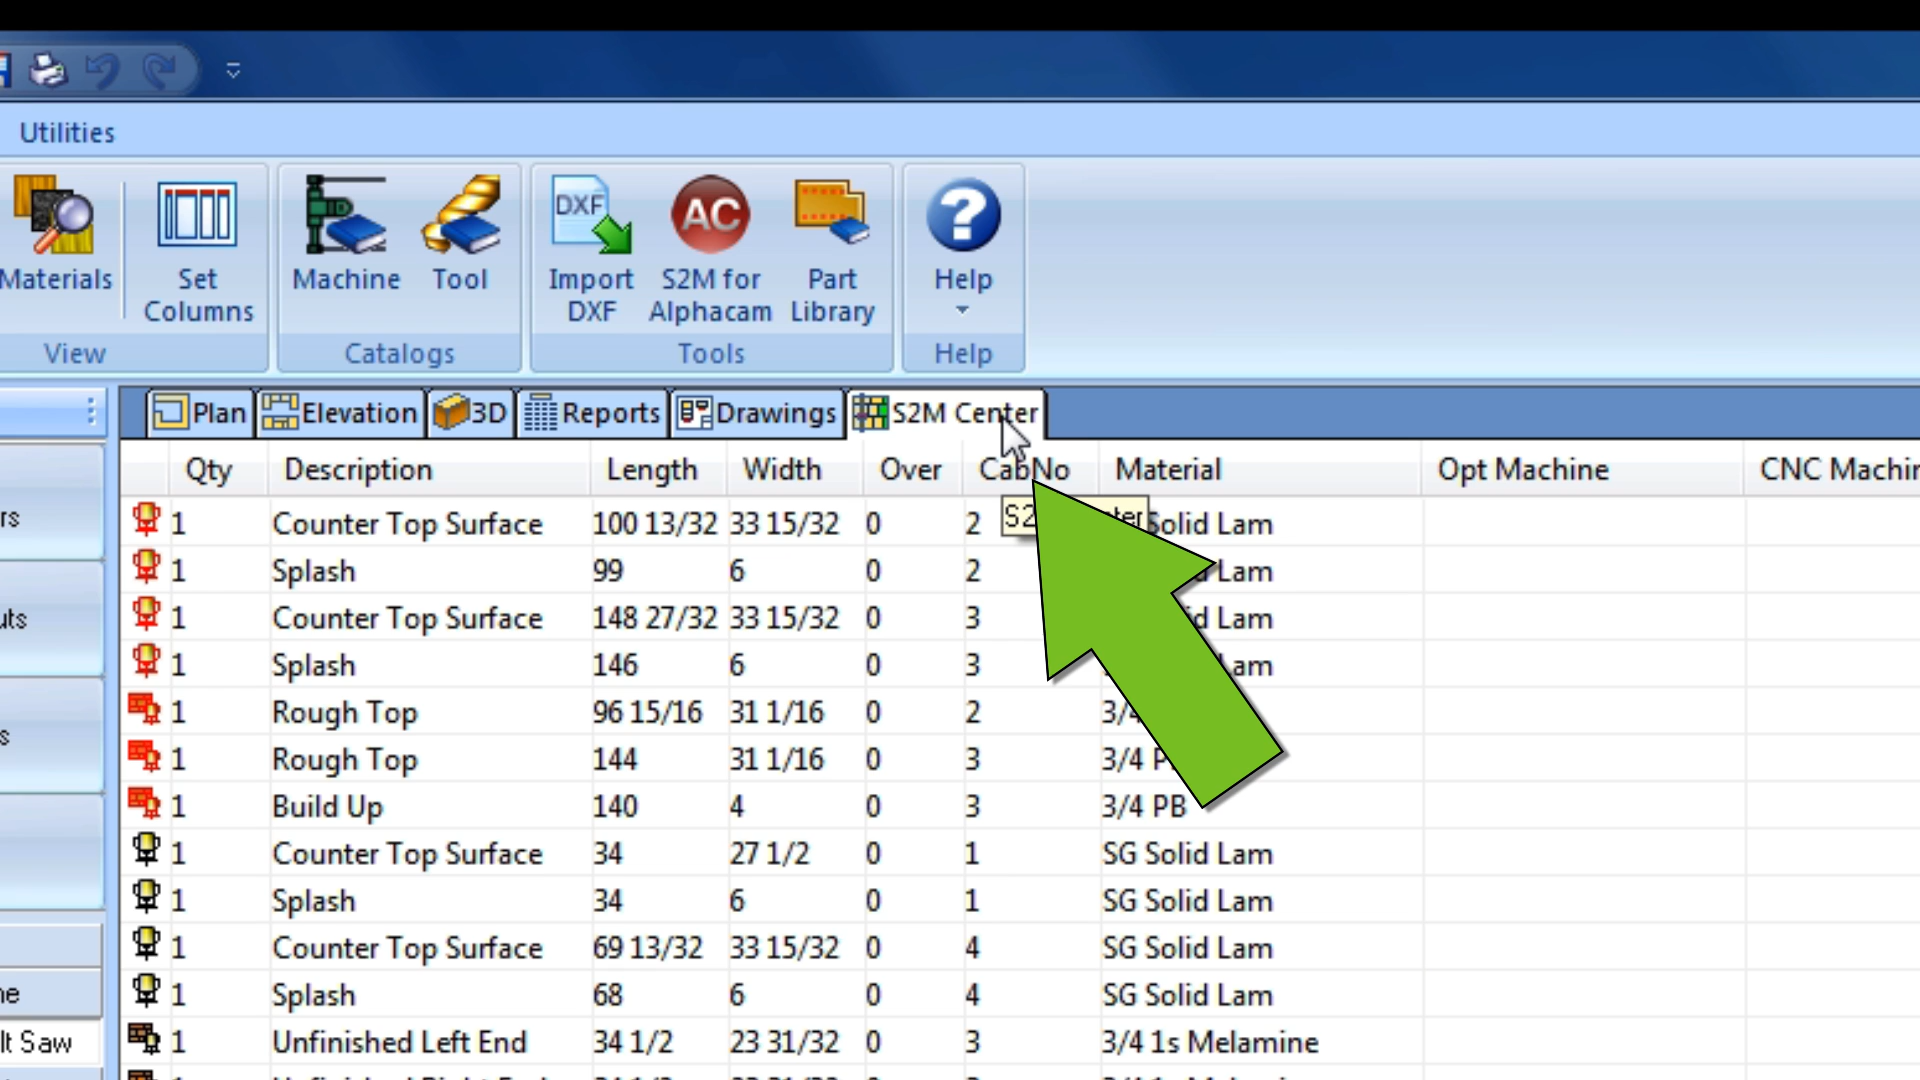 Utilities
DXF
AC
?
Materials
Set
Columns
Machine
Tool
Import
DXF
S2M for
Alphacam
Part
Library
Help
View
Catalogs
Tools
Help
Plan
Elevation
3D
Reports
Drawings
S2M Center
Qty Description Length Width Over CabNo Material Opt Machine CNC
1 Counter Top Surface 100 13/32 33 15/32 0 2 Solid Lam
1 Splash 99 6 0 2 Lam
1 Counter Top Surface 148 27/32 33 15/32 0 3 Lam
1 Splash 146 6 0 3
1 Rough Top 96 15/16 31 1/16 0 2 3/4
1 Rough Top 144 31 1/16 0 3 3/4
1 Build Up 140 4 0 3 3/4 PB
1 Counter Top Surface 34 27 1/2 0 1 SG Solid Lam
1 Splash 34 6 0 1 SG Solid Lam
1 Counter Top Surface 69 13/32 33 15/32 0 4 SG Solid Lam
1 Splash 68 6 0 4 SG Solid Lam
Saw
1 Unfinished Left End 34 1/2 23 31/32 0 3 3/4 1s Melamine